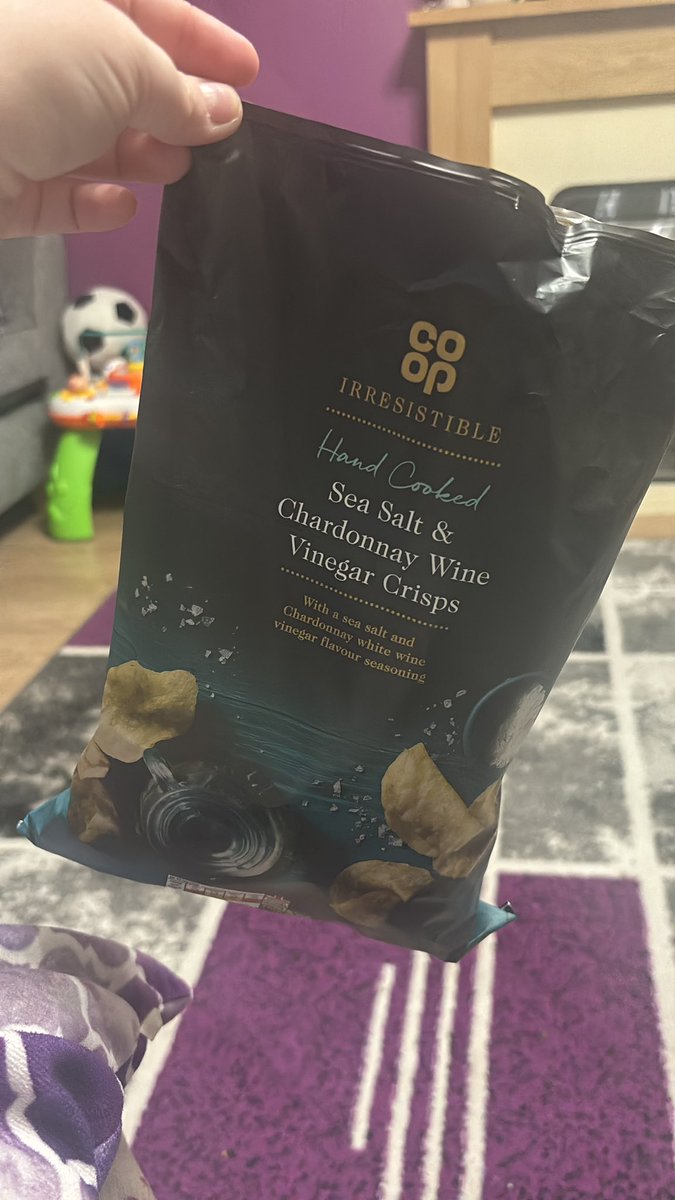 CO
OP
IRRESISTIBLE
Hand Cooked
Sea Salt &
Chardonnay Wine
Vinegar Crisps
With a sea salt and
Chardonnay white wine
vinegar flavour seasoning